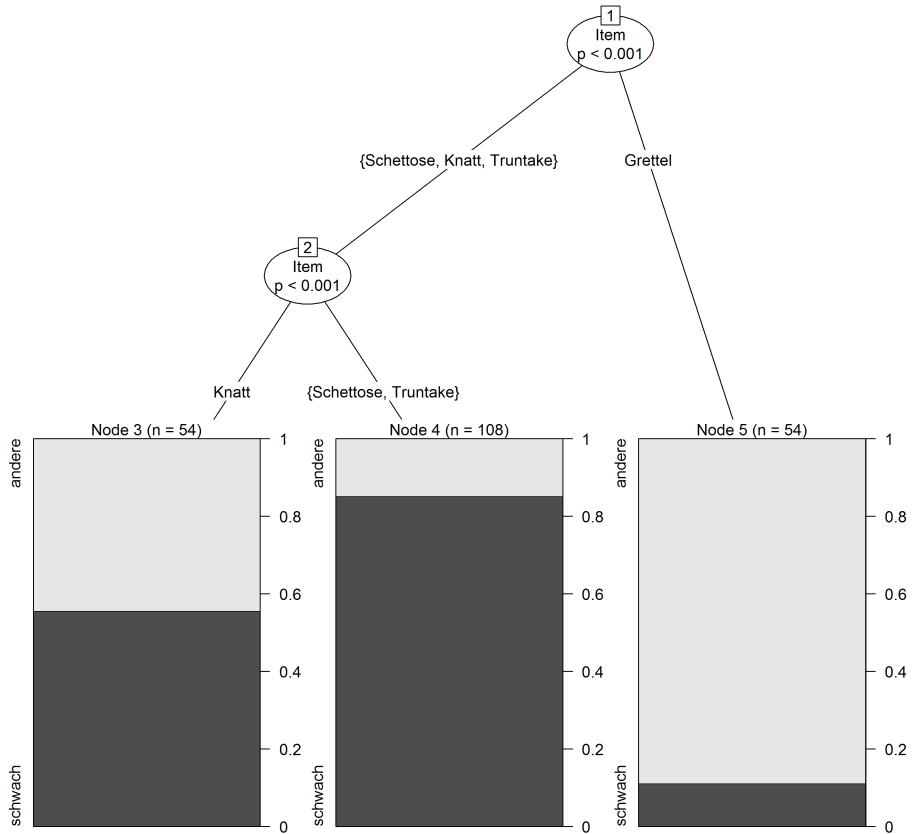 1
Item
p < 0.001
{Schettose, Knatt, Truntake}
Grettel
2
Item
p < 0.001
Knatt
{Schettose, Truntake}
Node 3 (n = 54)
andere
schwach
1
0.8
0.6
0.4
0.2
0
Node 4 (n = 108)
andere
schwach
1
0.8
0.6
0.4
0.2
0
Node 5 (n = 54)
andere
schwach
1
0.8
0.6
0.4
0.2
0